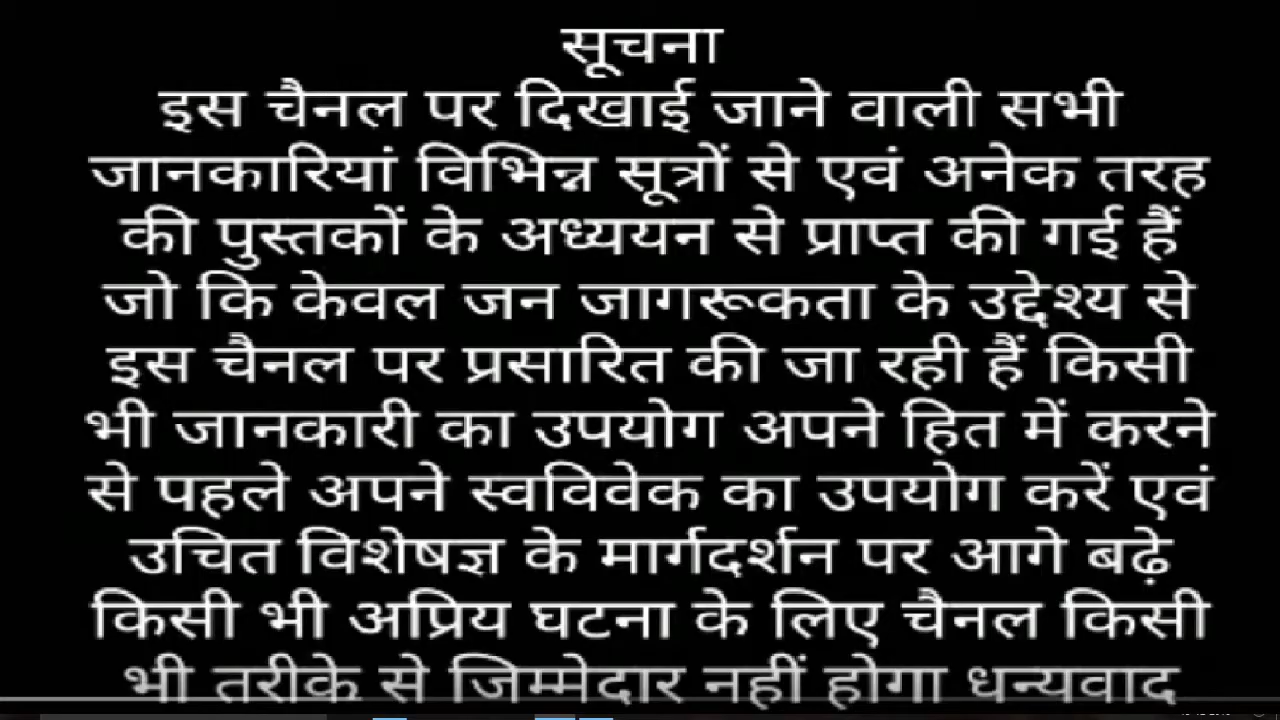 सूचना
इस चैनल पर दिखाई जाने वाली सभी
जानकारियां विभिन्न सूत्रों से एवं अनेक तरह
की पुस्तकों के अध्ययन से प्राप्त की गई हैं
जो कि केवल जन जागरूकता के उद्देश्य से
इस चैनल पर प्रसारित की जा रही हैं किसी
भी जानकारी का उपयोग अपने हित में करने
से पहले अपने स्वविवेक का उपयोग करें एवं
उचित विशेषज्ञ के मार्गदर्शन पर आगे बढ़े
किसी भी अप्रिय घटना के लिए चैनल किसी
भी तरीके से जिम्मेदार नहीं होगा धन्यवाद